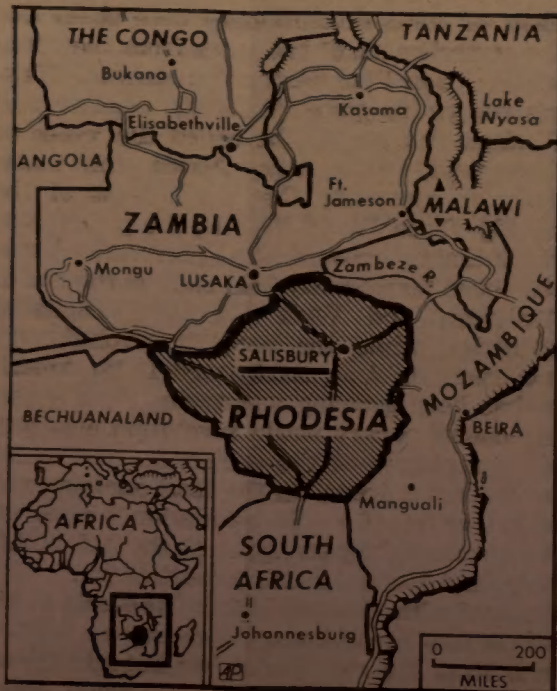 THE CONGO
TANZANIA
Bukana
Kasama
Lake
Nyasa
Elisabethville
ANGOLA
Ft.
Jameson
MALAWI
ZAMBIA
Mongu
LUSAKA
Zambeze R.
MOZAMBIQUE
SALISBURY
RHODESIA
BECHUANALAND
BEIRA
Manguali
AFRICA
SOUTH
AFRICA
Johannesburg
AP
0 200
MILES